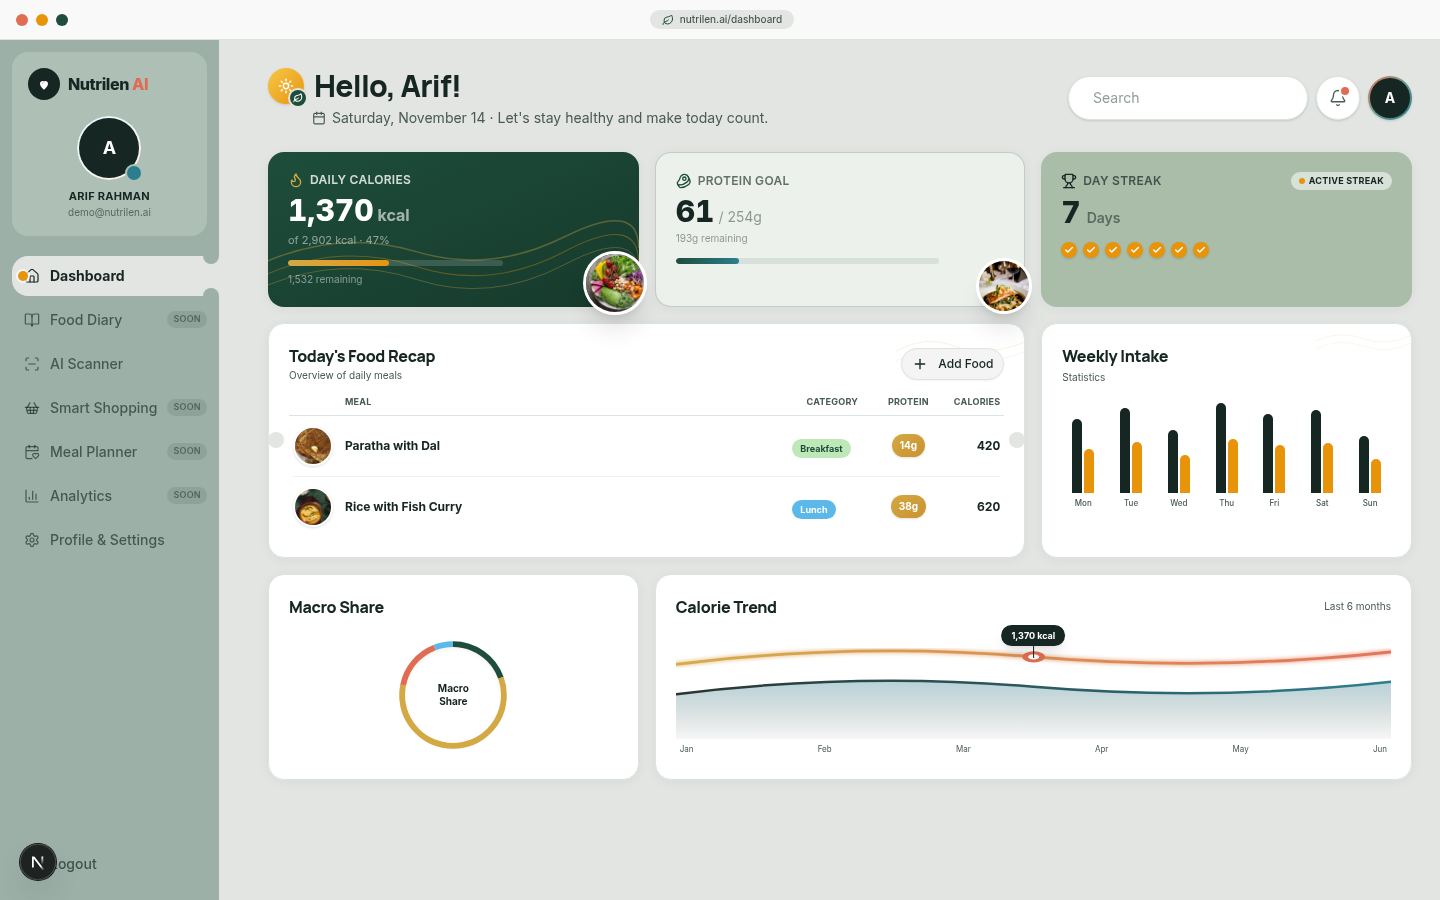 nutrilen.ai/dashboard
Nutrilen AI
A
ARIF RAHMAN
demo@nutrilen.ai
Dashboard
Food Diary SOON
AI Scanner
Smart Shopping SOON
Meal Planner SOON
Analytics SOON
Profile & Settings
N
ogout
Hello, Arif!
Saturday, November 14 · Let's stay healthy and make today count.
Search
A
DAILY CALORIES
1,370 kcal
of 2,902 kcal · 47%
1,532 remaining
PROTEIN GOAL
61 / 254g
193g remaining
DAY STREAK
ACTIVE STREAK
7 Days
Today's Food Recap
Overview of daily meals
Add Food
MEAL CATEGORY PROTEIN CALORIES
Paratha with Dal Breakfast 14g 420
Rice with Fish Curry Lunch 38g 620
Weekly Intake
Statistics
Mon Tue Wed Thu Fri Sat Sun
Macro Share
Macro
Share
Calorie Trend
Last 6 months
1,370 kcal
Jan Feb Mar Apr May Jun